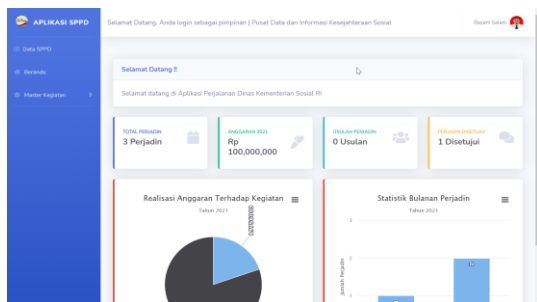 APLIKASI SPPD
Selamat Datang, Anda login sebagai pimpinan | Pusat Data dan Informasi Kesejahteraan Sosial
Data SPPD
Beranda
Master Kegiatan
Selamat Datang !!
Selamat datang di Aplikasi Perjalanan Dinas Kementerian Sosial RI
TOTAL PERJADIN
3 Perjadin
ANGGARAN 2021
Rp
100,000,000
USULAN PERJADIN
0 Usulan
PERJADIN DISETUJUI
1 Disetujui
Realisasi Anggaran Terhadap Kegiatan
Tahun 2021
Statistik Bulanan Perjadin
Tahun 2021
Jumlah Perjadin
3
2
1